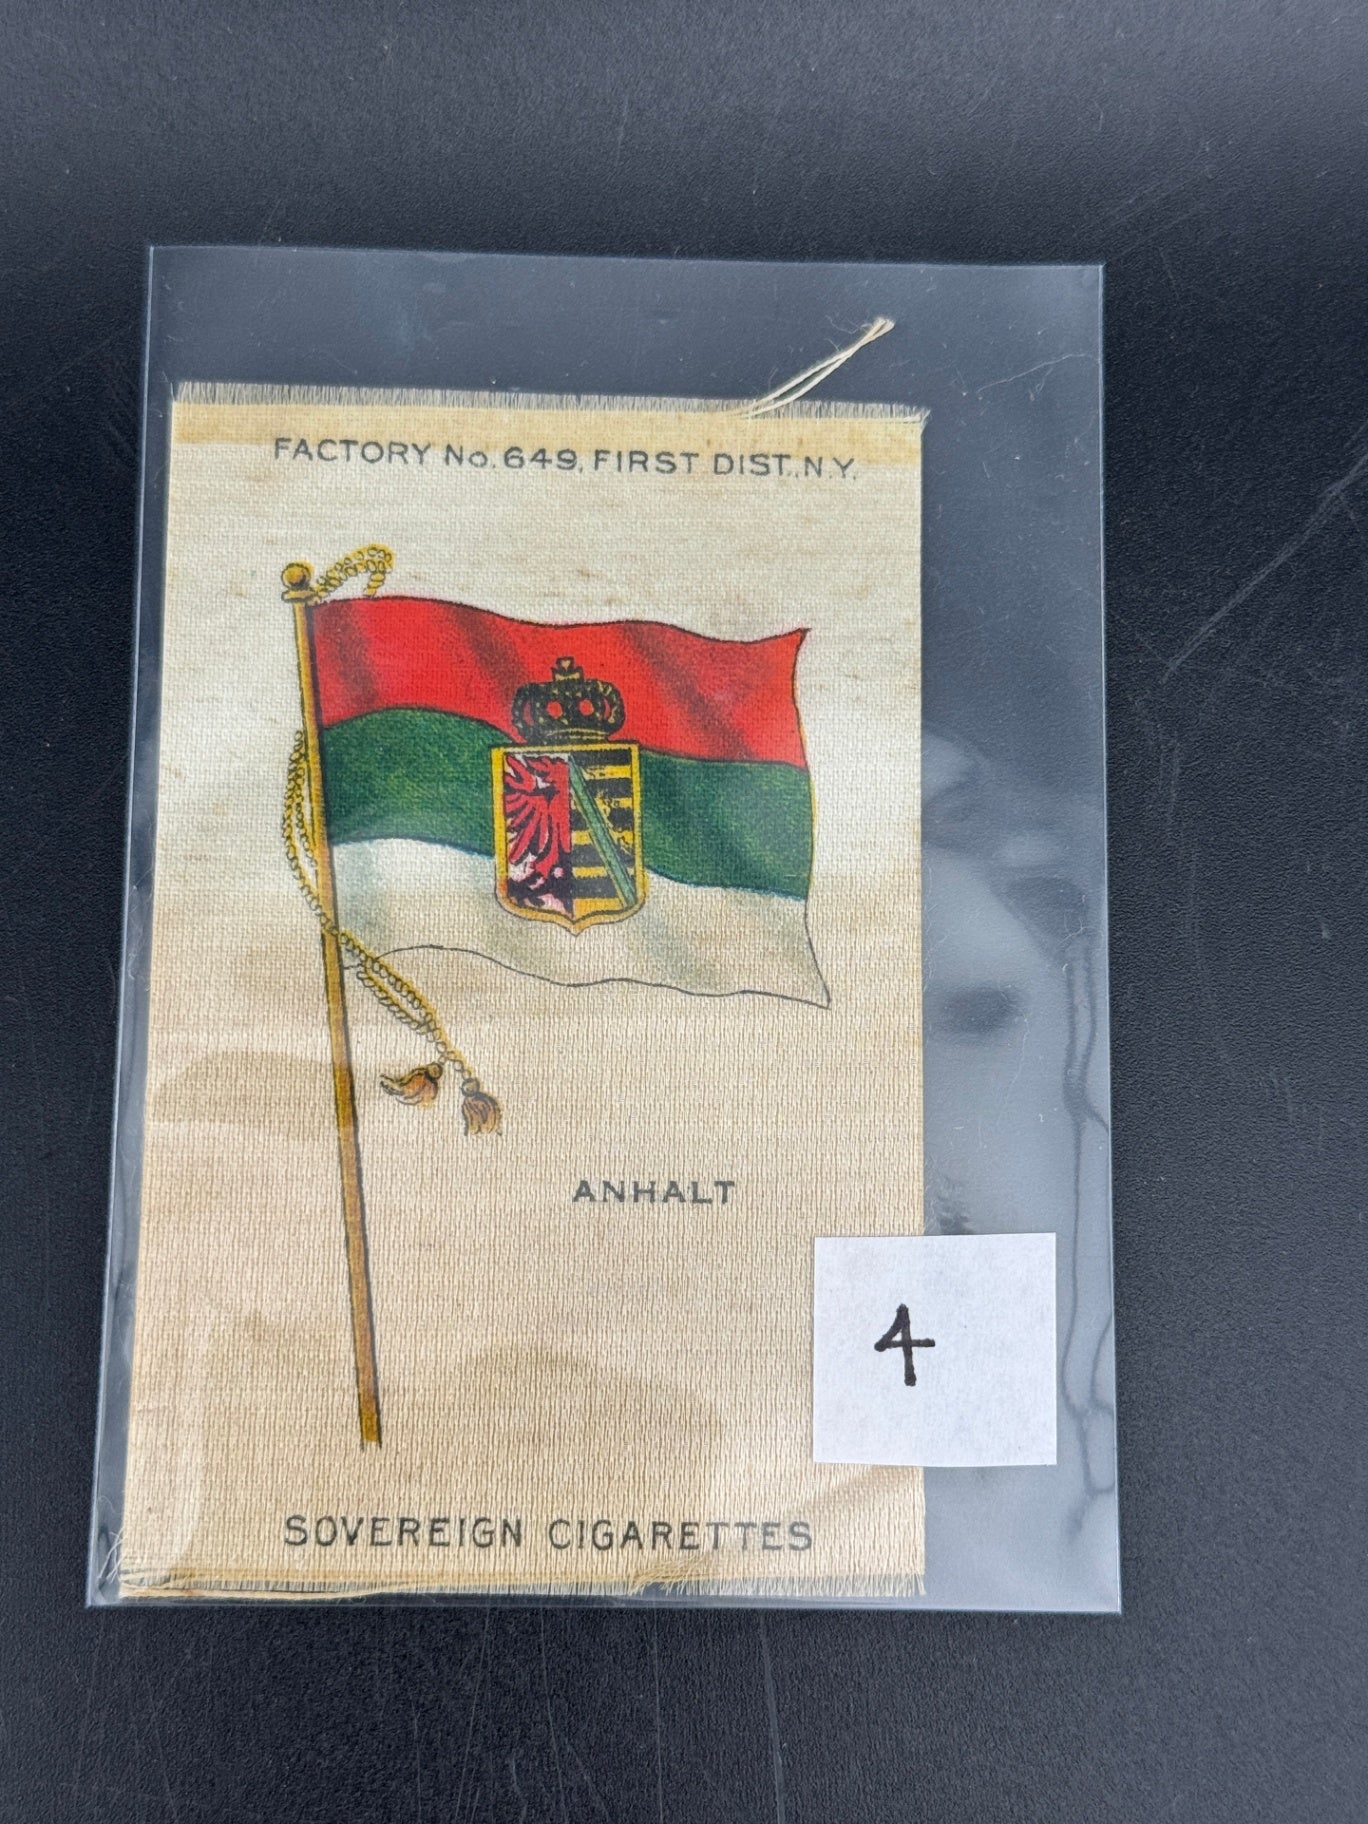 FACTORY No. 649, FIRST DIST., N.Y.
ANHALT
4
SOVEREIGN CIGARETTES